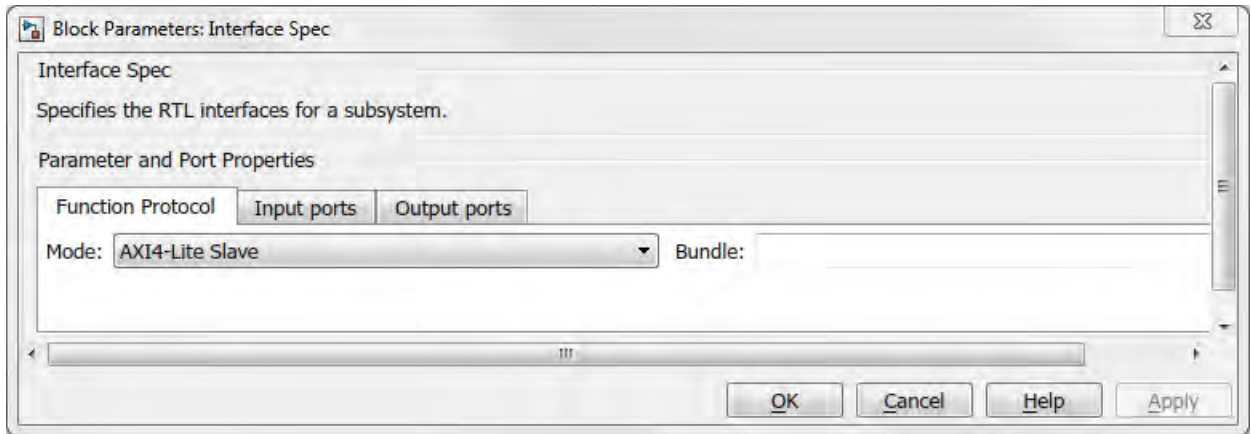 Block Parameters: Interface Spec
Interface Spec
Specifies the RTL interfaces for a subsystem.
Parameter and Port Properties
Function Protocol Input ports Output ports
Mode: AXI4-Lite Slave Bundle:
OK Cancel Help Apply